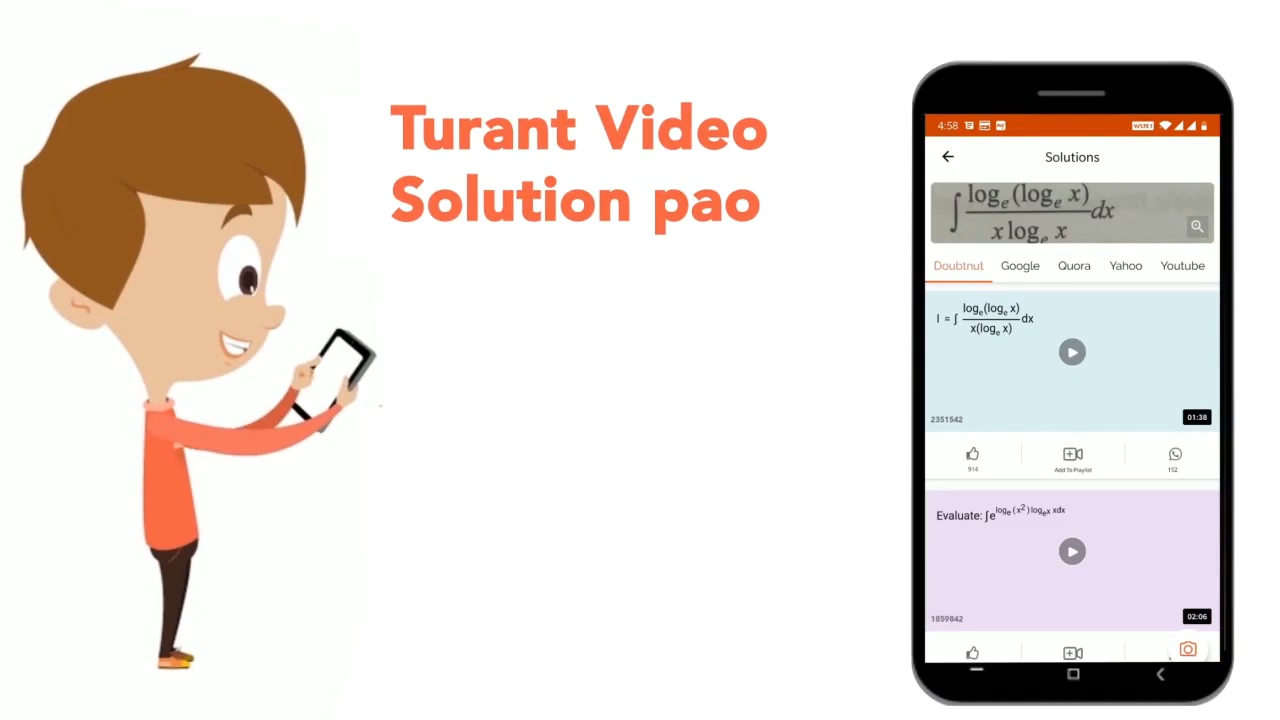 Turant Video
Solution pao
4:58
Solutions
∫ logₑ(logₑ x) / x logₑ x dx
Doubtnut Google Quora Yahoo Youtube
I = ∫ logₑ(logₑ x) / x(logₑ x) dx
2351542 01:38
914 Add To Playlist 152
Evaluate: ∫e^logₑ(x²)logₑx xdx
1859842 02:06